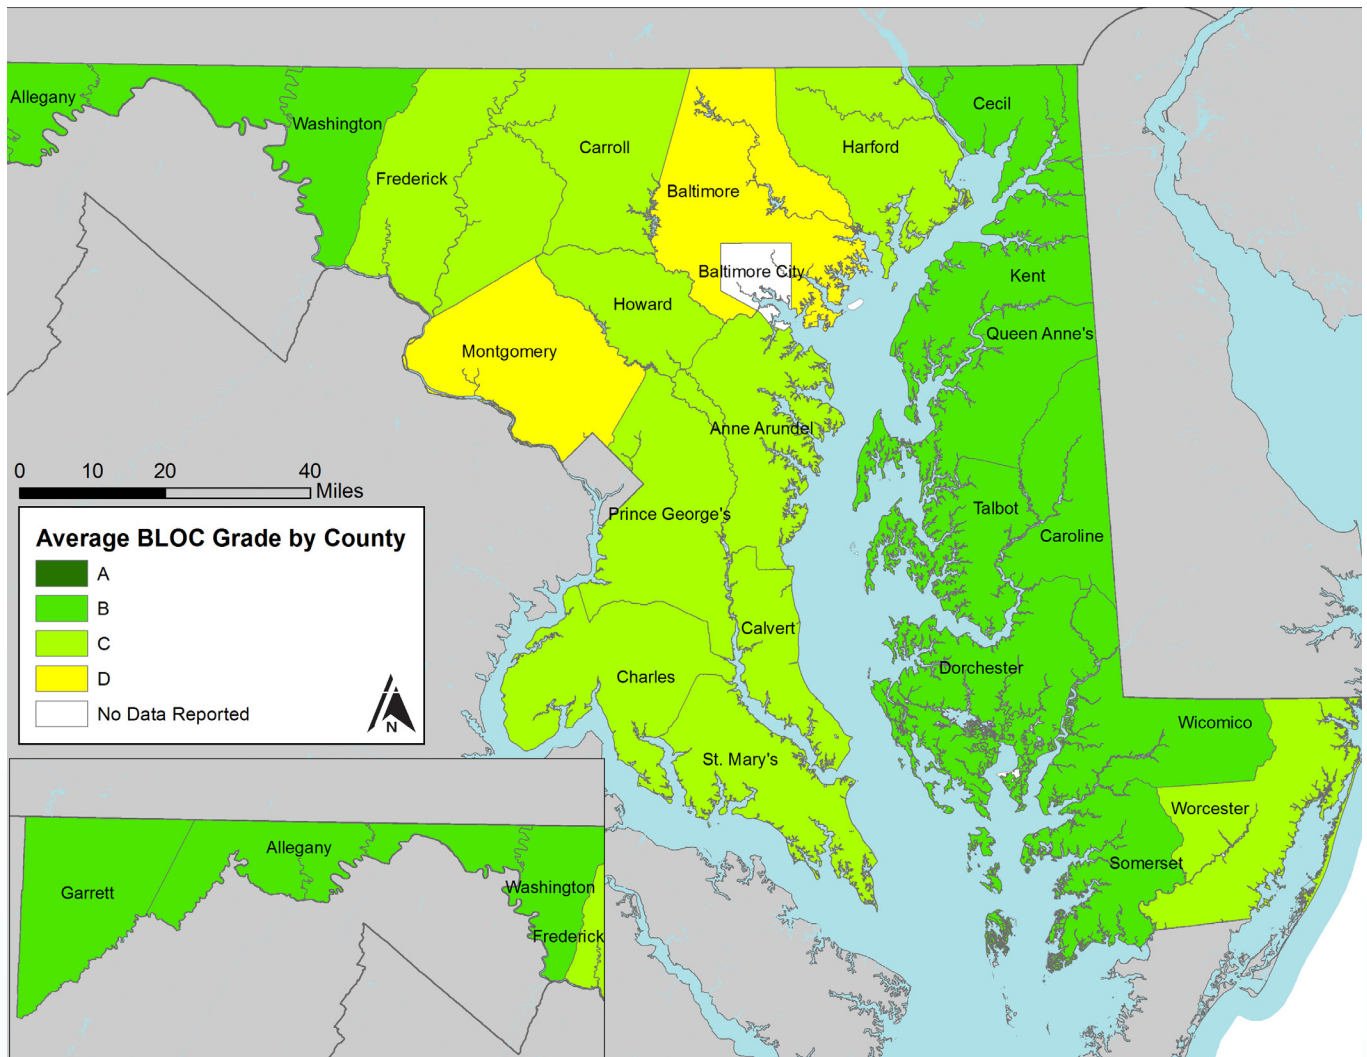 Allegany
Washington
Frederick
Carroll
Baltimore
Harford
Cecil
Baltimore City
Kent
Howard
Queen Anne's
Montgomery
Anne Arundel
0 10 20 40
Miles
Prince George's
Talbot
Caroline
Average BLOC Grade by County
A
B
C
D
No Data Reported
N
Calvert
Charles
Dorchester
St. Mary's
Wicomico
Worcester
Somerset
Garrett
Allegany
Washington
Frederick